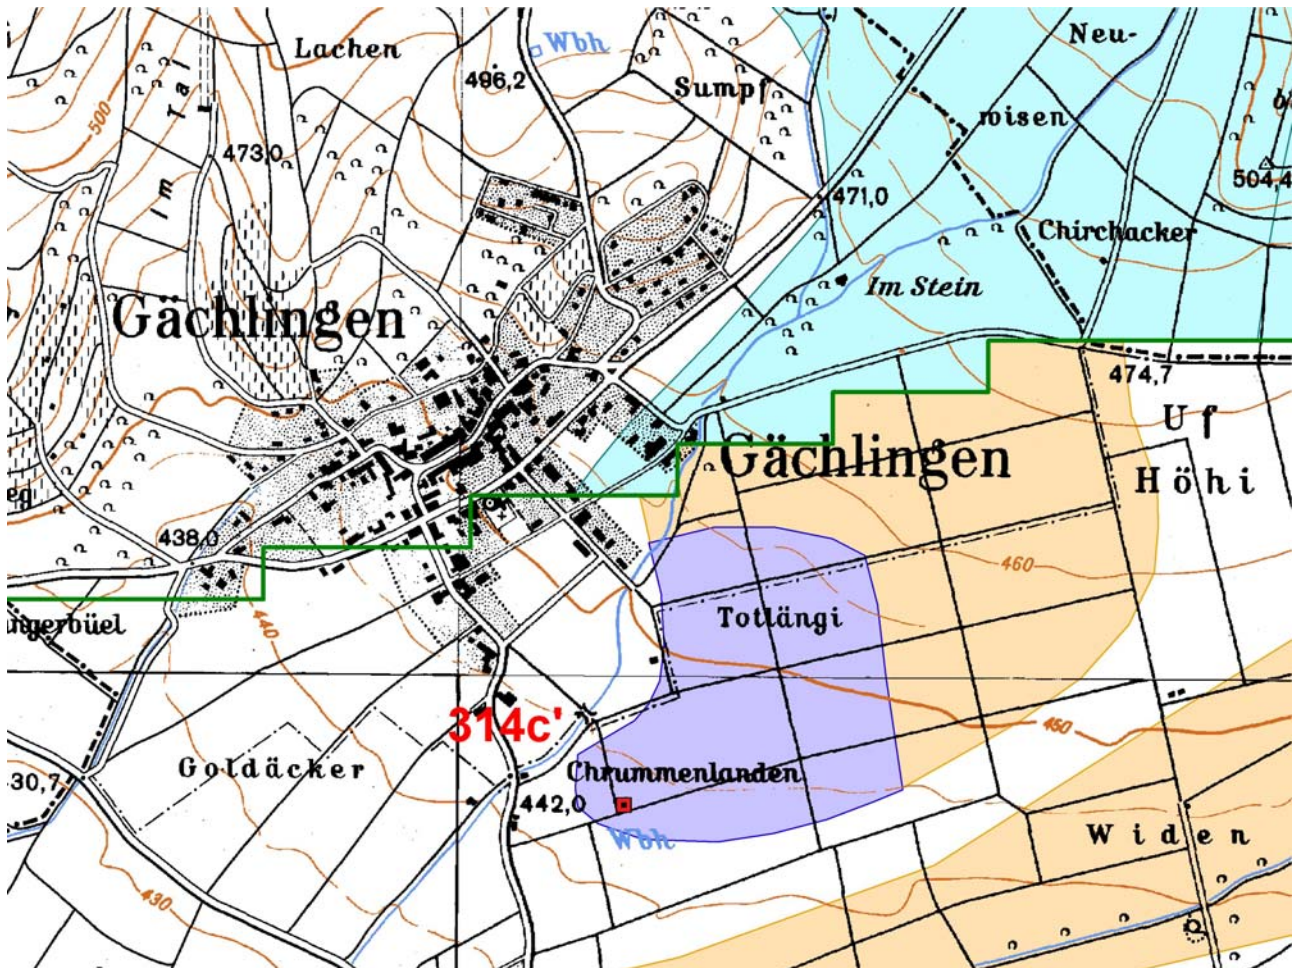 Lachen
Wbh
Neu-
496,2
Sumpf
500
Im Tal
wisen
473,0
504,4
471,0
Chirchacker
Gächlingen
Im Stein
474,7
Uf
Höhi
Gächlingen
438,0
460
440
Totlängi
314c'
450
Goldäcker
Chrummenlanden
30,7
442,0
Wbh
Widen
430